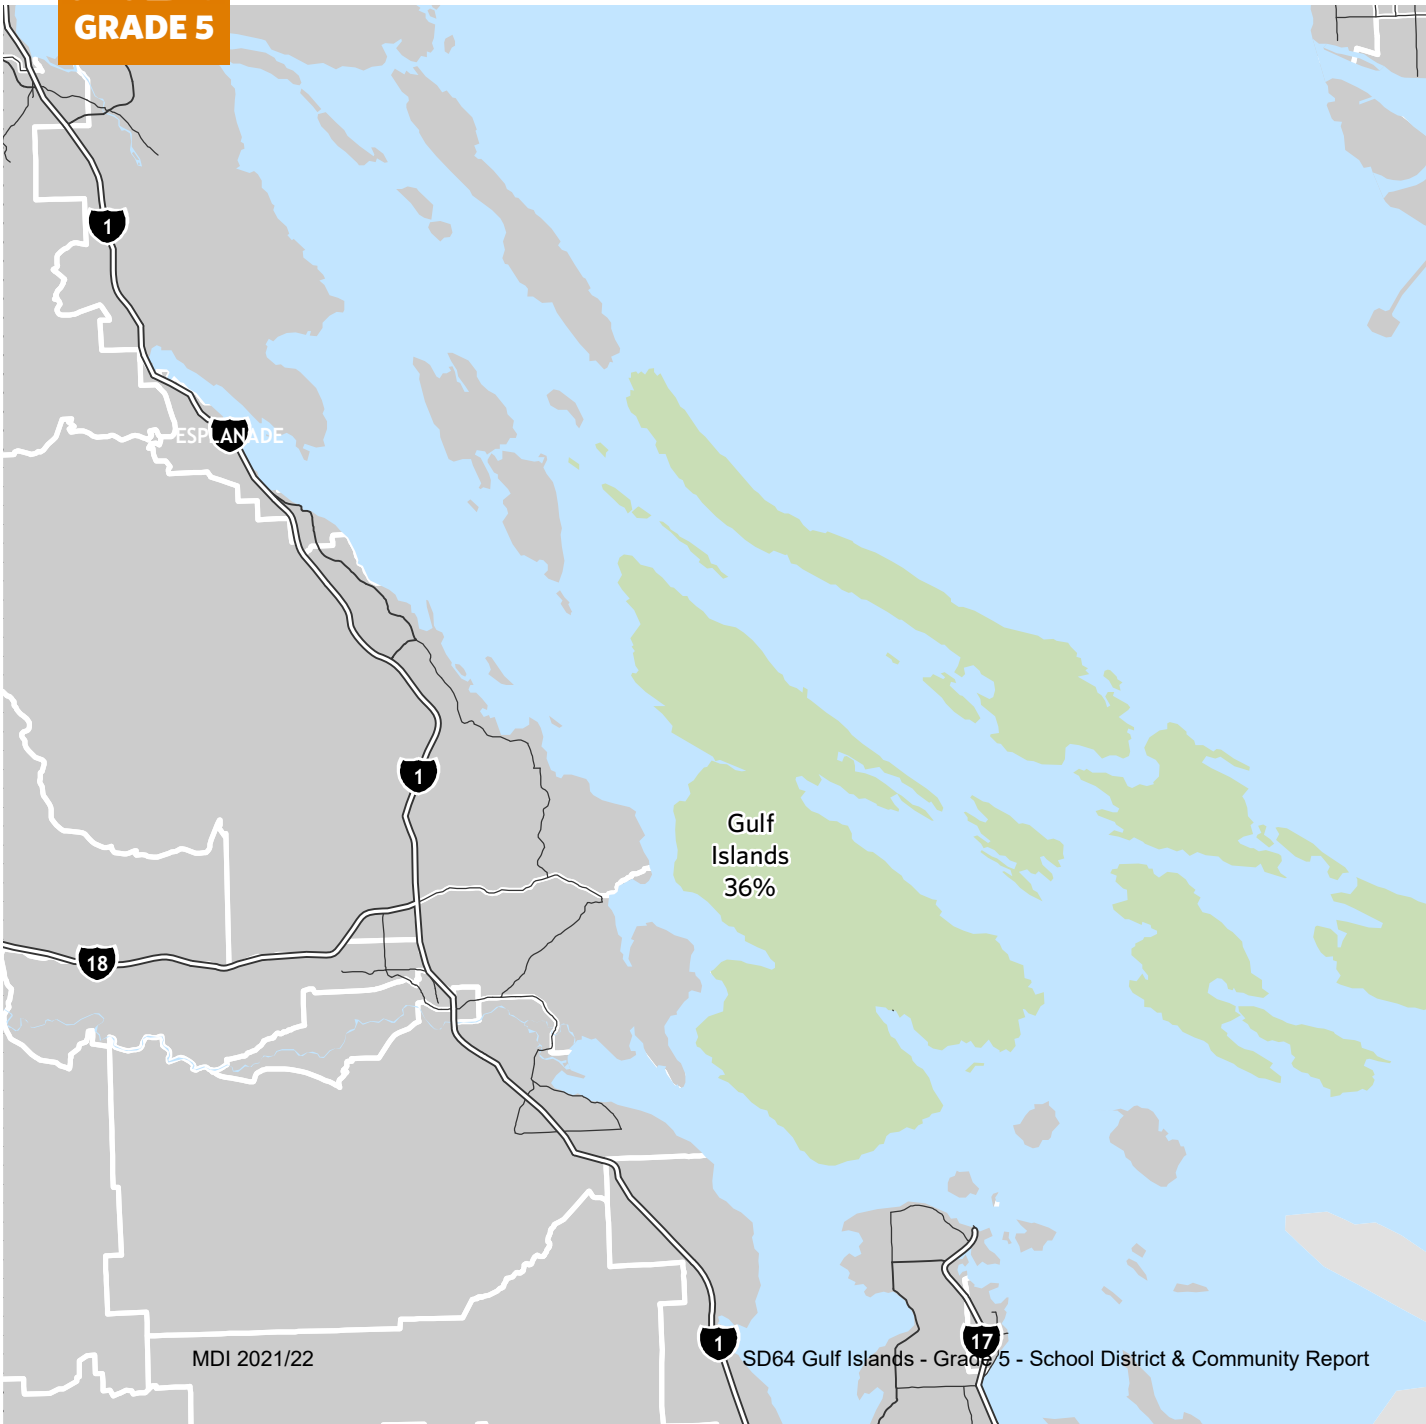 GRADE 5
1
ESPLANADE
1
Gulf
Islands
36%
18
1
17
MDI 2021/22
SD64 Gulf Islands - Grade 5 - School District & Community Report